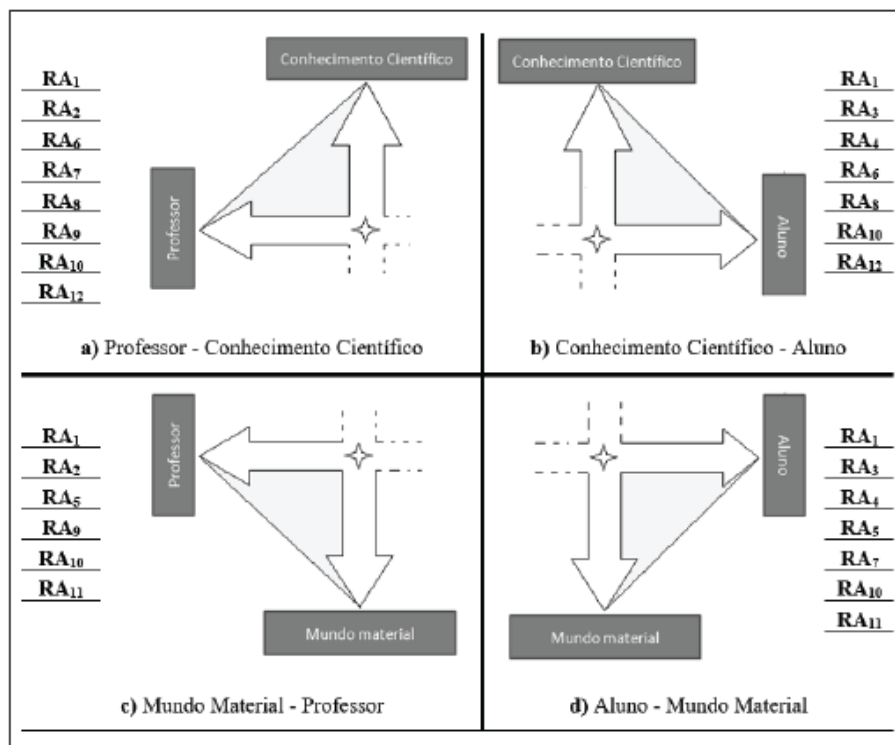 Conhecimento Científico
RA₁
RA₂
RA₆
RA₇
RA₈
RA₉
RA₁₀
RA₁₂
Professor
a) Professor - Conhecimento Científico
Conhecimento Científico
RA₁
RA₃
RA₄
RA₆
RA₈
RA₁₀
RA₁₂
Aluno
b) Conhecimento Científico - Aluno
Professor
RA₁
RA₂
RA₅
RA₉
RA₁₀
RA₁₁
Mundo material
c) Mundo Material - Professor
Aluno
RA₁
RA₃
RA₄
RA₅
RA₇
RA₁₀
RA₁₁
Mundo material
d) Aluno - Mundo Material